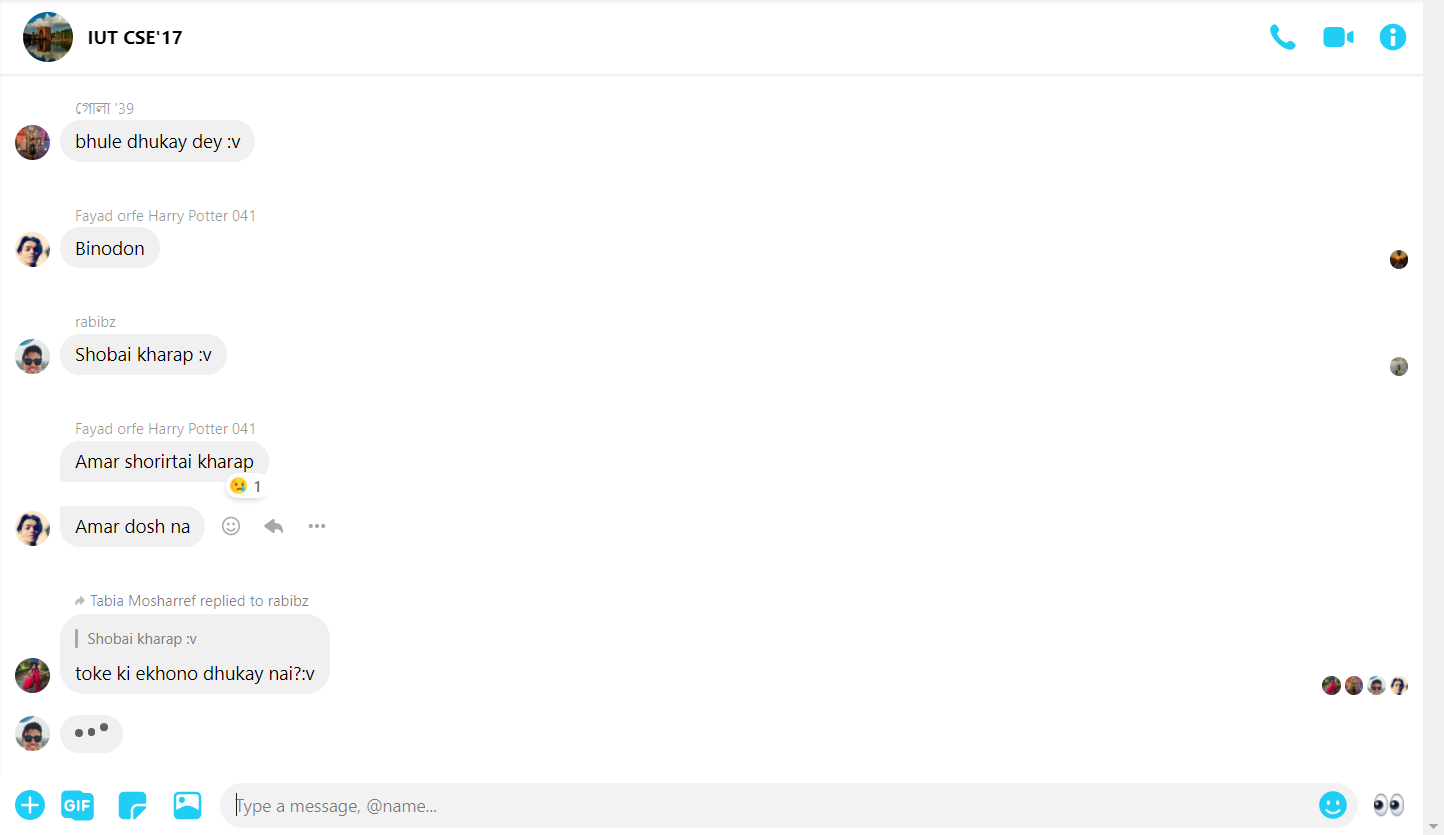 IUT CSE'17
গোলা '39
bhule dhukay dey :v
Fayad orfe Harry Potter 041
Binodon
rabibz
Shobai kharap :v
Fayad orfe Harry Potter 041
Amar shorirtai kharap
1
Amar dosh na
Tabia Mosharref replied to rabibz
Shobai kharap :v
toke ki ekhono dhukay nai?:v
GIF
Type a message, @name...